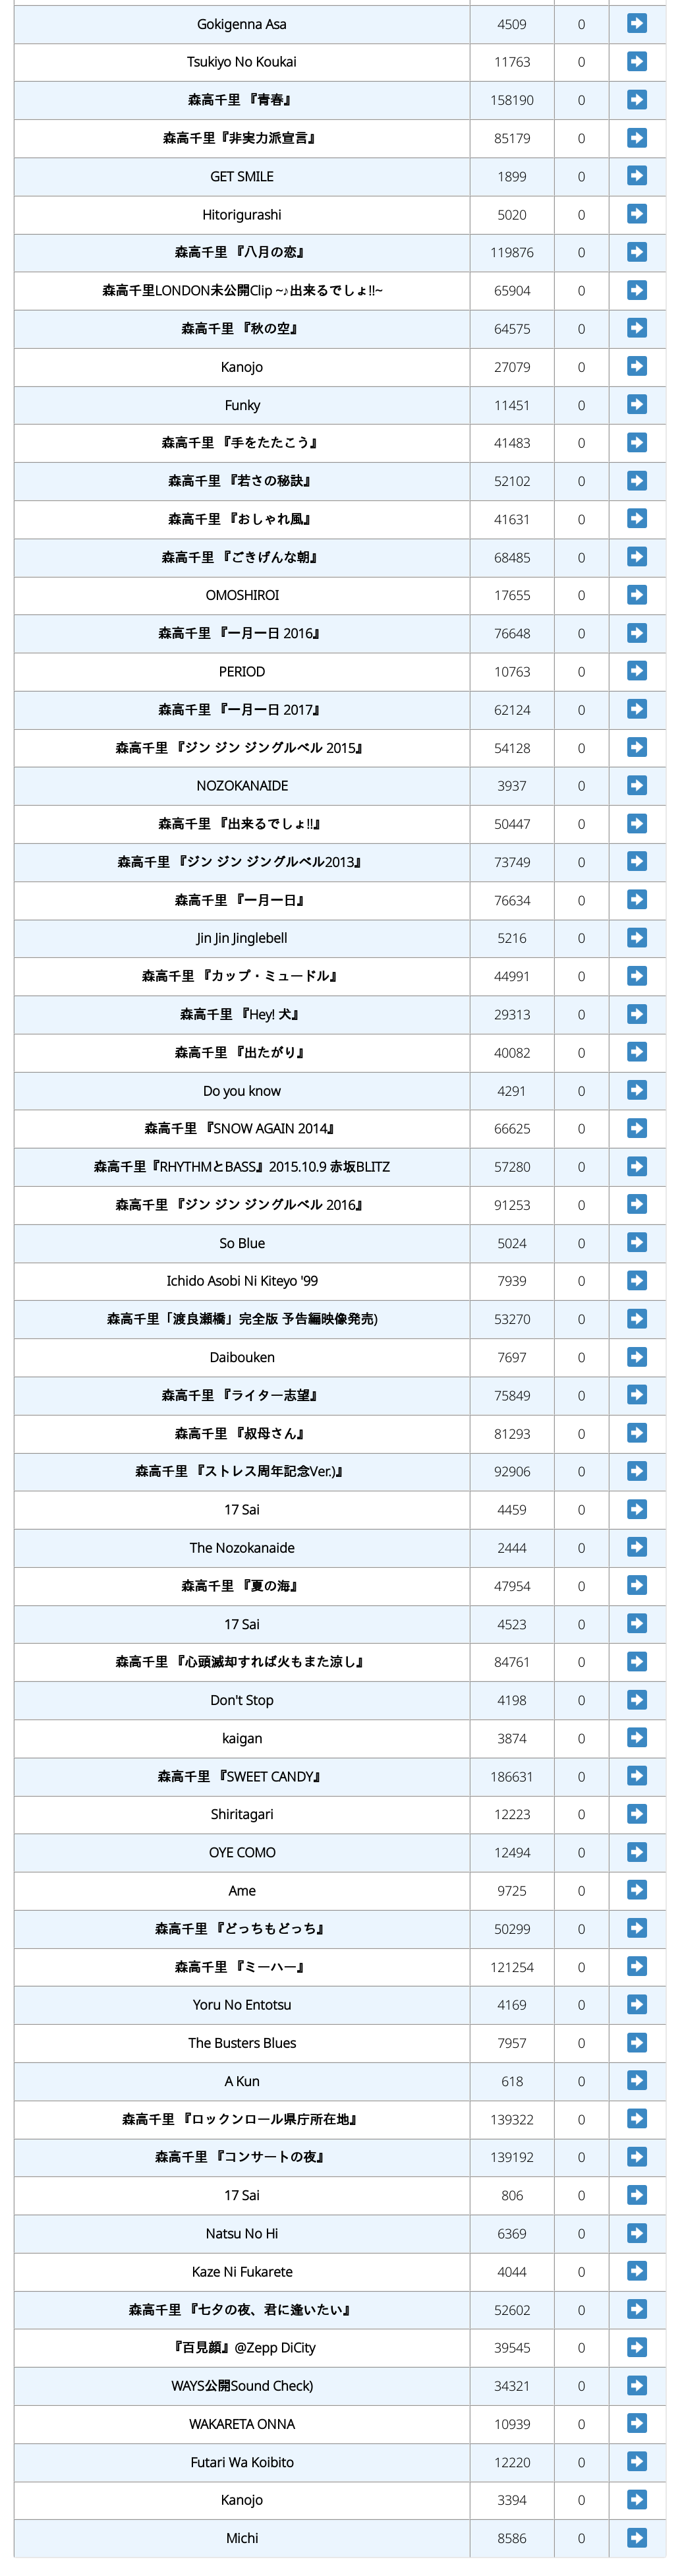 Gokigenna Asa 4509 0
Tsukiyo No Koukai 11763 0
森高千里 『青春』 158190 0
森高千里『非実力派宣言』 85179 0
GET SMILE 1899 0
Hitorigurashi 5020 0
森高千里 『八月の恋』 119876 0
森高千里LONDON未公開Clip ~♪出来るでしょ!!~ 65904 0
森高千里 『秋の空』 64575 0
Kanojo 27079 0
Funky 11451 0
森高千里 『手をたたこう』 41483 0
森高千里 『若さの秘訣』 52102 0
森高千里 『おしゃれ風』 41631 0
森高千里 『ごきげんな朝』 68485 0
OMOSHIROI 17655 0
森高千里 『一月一日 2016』 76648 0
PERIOD 10763 0
森高千里 『一月一日 2017』 62124 0
森高千里 『ジン ジン ジングルベル 2015』 54128 0
NOZOKANAIDE 3937 0
森高千里 『出来るでしょ!!』 50447 0
森高千里 『ジン ジン ジングルベル2013』 73749 0
森高千里 『一月一日』 76634 0
Jin Jin Jinglebell 5216 0
森高千里 『カップ・ミュードル』 44991 0
森高千里 『Hey! 犬』 29313 0
森高千里 『出たがり』 40082 0
Do you know 4291 0
森高千里 『SNOW AGAIN 2014』 66625 0
森高千里『RHYTHMとBASS』2015.10.9 赤坂BLITZ 57280 0
森高千里 『ジン ジン ジングルベル 2016』 91253 0
So Blue 5024 0
Ichido Asobi Ni Kiteyo '99 7939 0
森高千里「渡良瀬橋」完全版 予告編映像発売) 53270 0
Daibouken 7697 0
森高千里 『ライター志望』 75849 0
森高千里 『叔母さん』 81293 0
森高千里 『ストレス周年記念Ver.)』 92906 0
17 Sai 4459 0
The Nozokanaide 2444 0
森高千里 『夏の海』 47954 0
17 Sai 4523 0
森高千里 『心頭滅却すれば火もまた涼し』 84761 0
Don't Stop 4198 0
kaigan 3874 0
森高千里 『SWEET CANDY』 186631 0
Shiritagari 12223 0
OYE COMO 12494 0
Ame 9725 0
森高千里 『どっちもどっち』 50299 0
森高千里 『ミーハー』 121254 0
Yoru No Entotsu 4169 0
The Busters Blues 7957 0
A Kun 618 0
森高千里 『ロックンロール県庁所在地』 139322 0
森高千里 『コンサートの夜』 139192 0
17 Sai 806 0
Natsu No Hi 6369 0
Kaze Ni Fukarete 4044 0
森高千里 『七夕の夜、君に逢いたい』 52602 0
『百見顔』@Zepp DiCity 39545 0
WAYS公開Sound Check) 34321 0
WAKARETA ONNA 10939 0
Futari Wa Koibito 12220 0
Kanojo 3394 0
Michi 8586 0